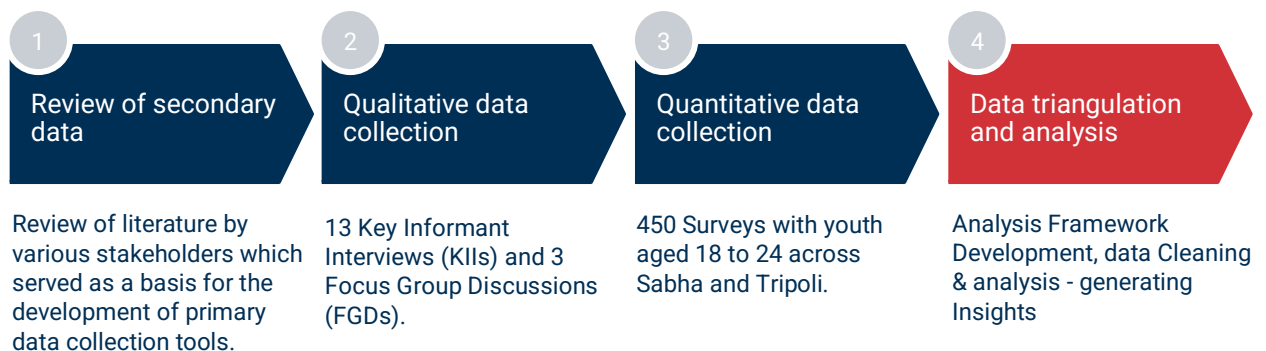 1
Review of secondary
data
Review of literature by
various stakeholders which
served as a basis for the
development of primary
data collection tools.
2
Qualitative data
collection
13 Key Informant
Interviews (KIIs) and 3
Focus Group Discussions
(FGDs).
3
Quantitative data
collection
450 Surveys with youth
aged 18 to 24 across
Sabha and Tripoli.
4
Data triangulation
and analysis
Analysis Framework
Development, data Cleaning
& analysis - generating
Insights